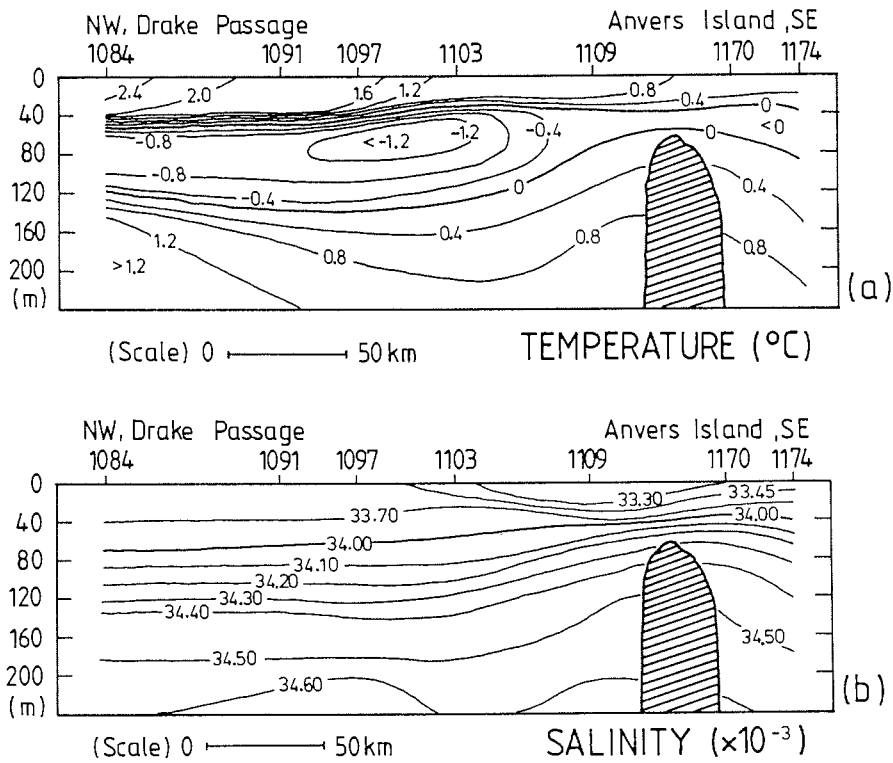 NW, Drake Passage Anvers Island ,SE
1084 1091 1097 1103 1109 1170 1174
0
2.4 2.0 1.6 1.2 0.8 0.4 0
40
-0.8 <-1.2 -1.2 -0.4 0 <0
80
-0.8
120
-0.4 0 0.4
160
1.2 0.8 0.4 0.8 0.8
>1.2
200
(m)
(a)
(Scale) 0 50 km TEMPERATURE (°C)
NW, Drake Passage Anvers Island ,SE
1084 1091 1097 1103 1109 1170 1174
0
33.30 33.45
33.70 34.00
40
34.00
80
34.10
34.20
120
34.30
34.40
160
34.50 34.50
200
34.60
(m)
(b)
(Scale) 0 50km SALINITY (×10⁻³)